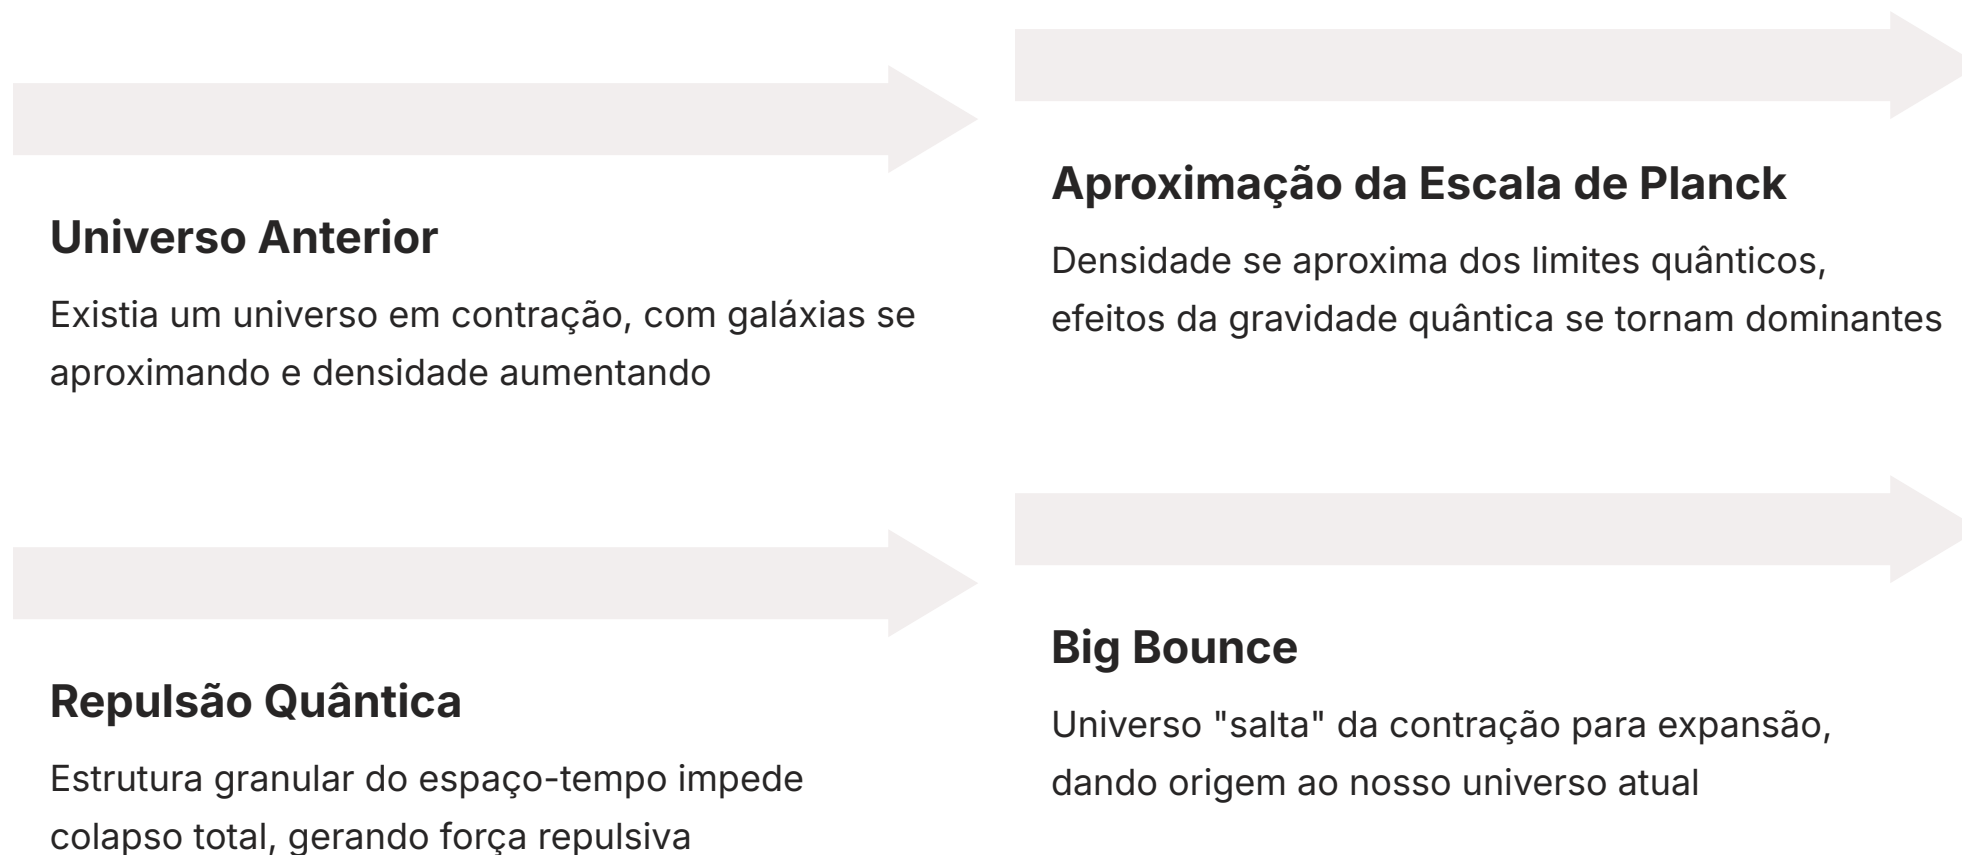 Universo Anterior
Existia um universo em contração, com galáxias se
aproximando e densidade aumentando
Aproximação da Escala de Planck
Densidade se aproxima dos limites quânticos,
efeitos da gravidade quântica se tornam dominantes
Repulsão Quântica
Estrutura granular do espaço-tempo impede
colapso total, gerando força repulsiva
Big Bounce
Universo "salta" da contração para expansão,
dando origem ao nosso universo atual